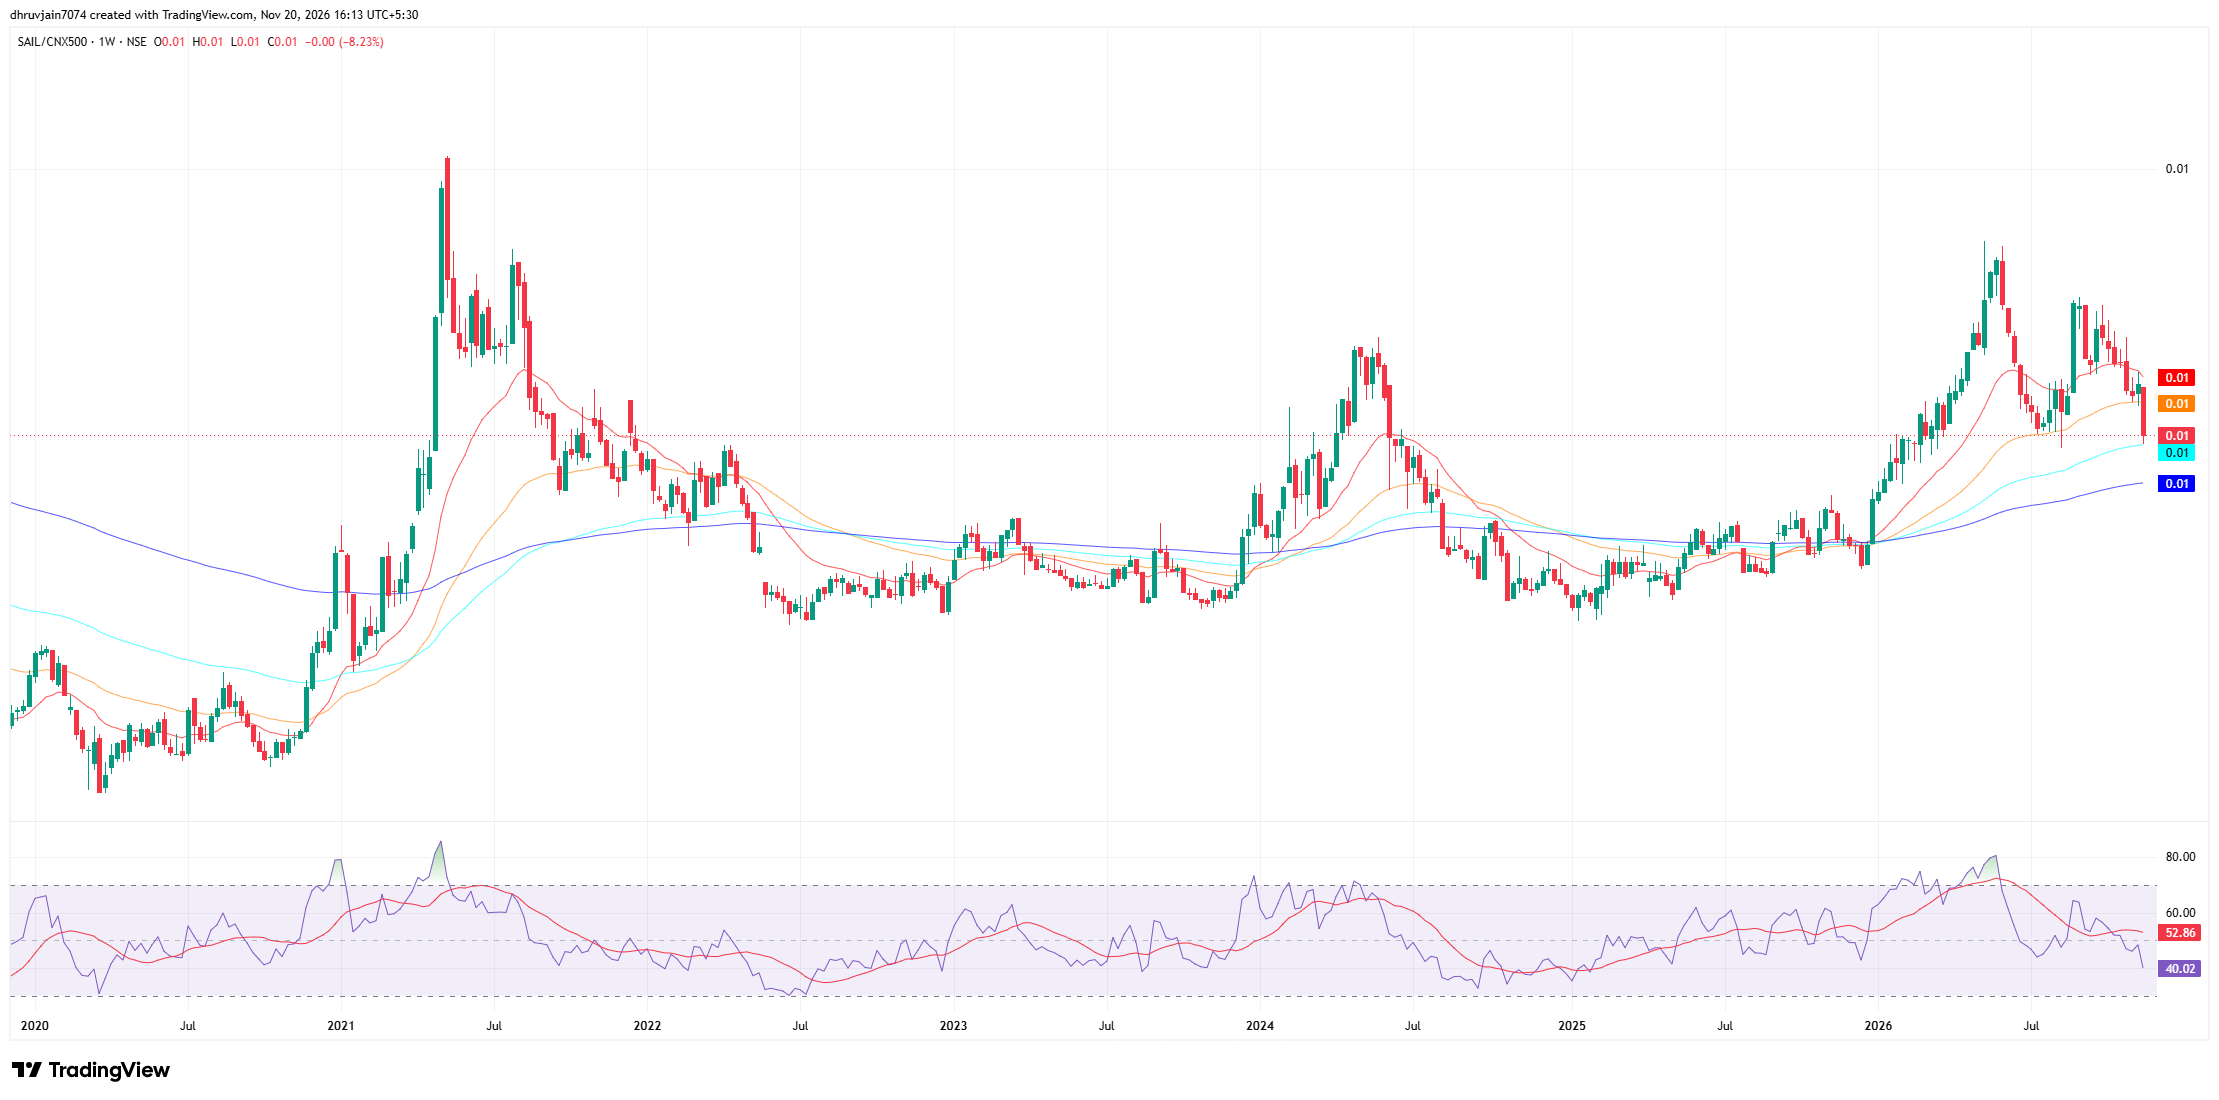 dhruvjain7074 created with TradingView.com, Nov 20, 2026 16:13 UTC+5:30
SAIL/CNX500 · 1W · NSE O0.01 H0.01 L0.01 C0.01 −0.00 (−8.23%)
0.01
0.01
0.01
0.01
0.01
0.01
80.00
60.00
52.86
40.02
2020 Jul 2021 Jul 2022 Jul 2023 Jul 2024 Jul 2025 Jul 2026 Jul
TradingView